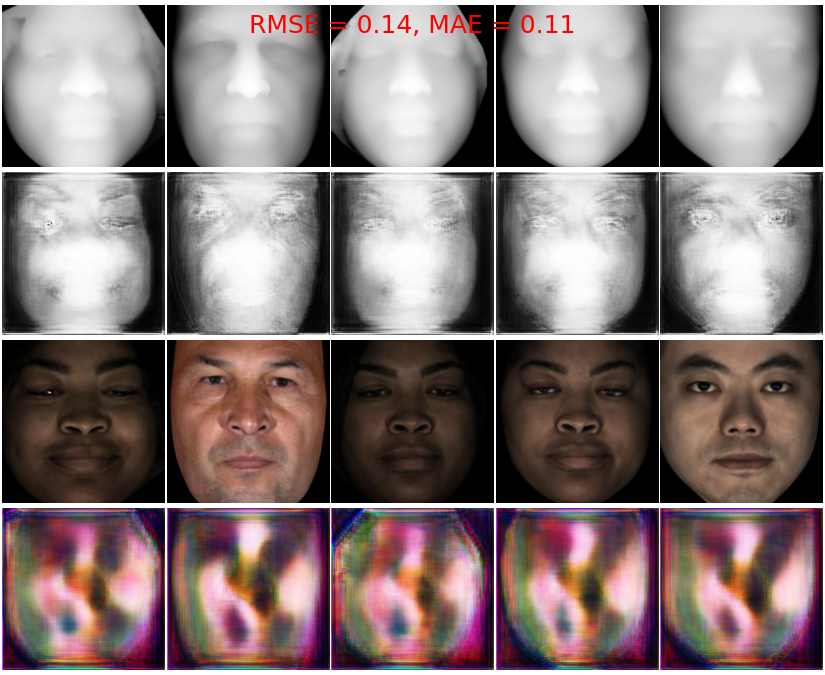 RMSE = 0.14, MAE = 0.11